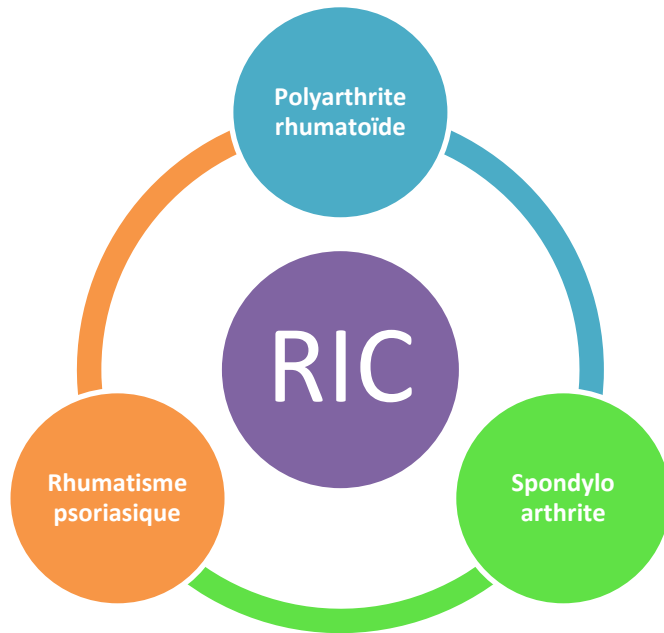 Polyarthrite
rhumatoïde
RIC
Rhumatisme
psoriasique
Spondylo
arthrite